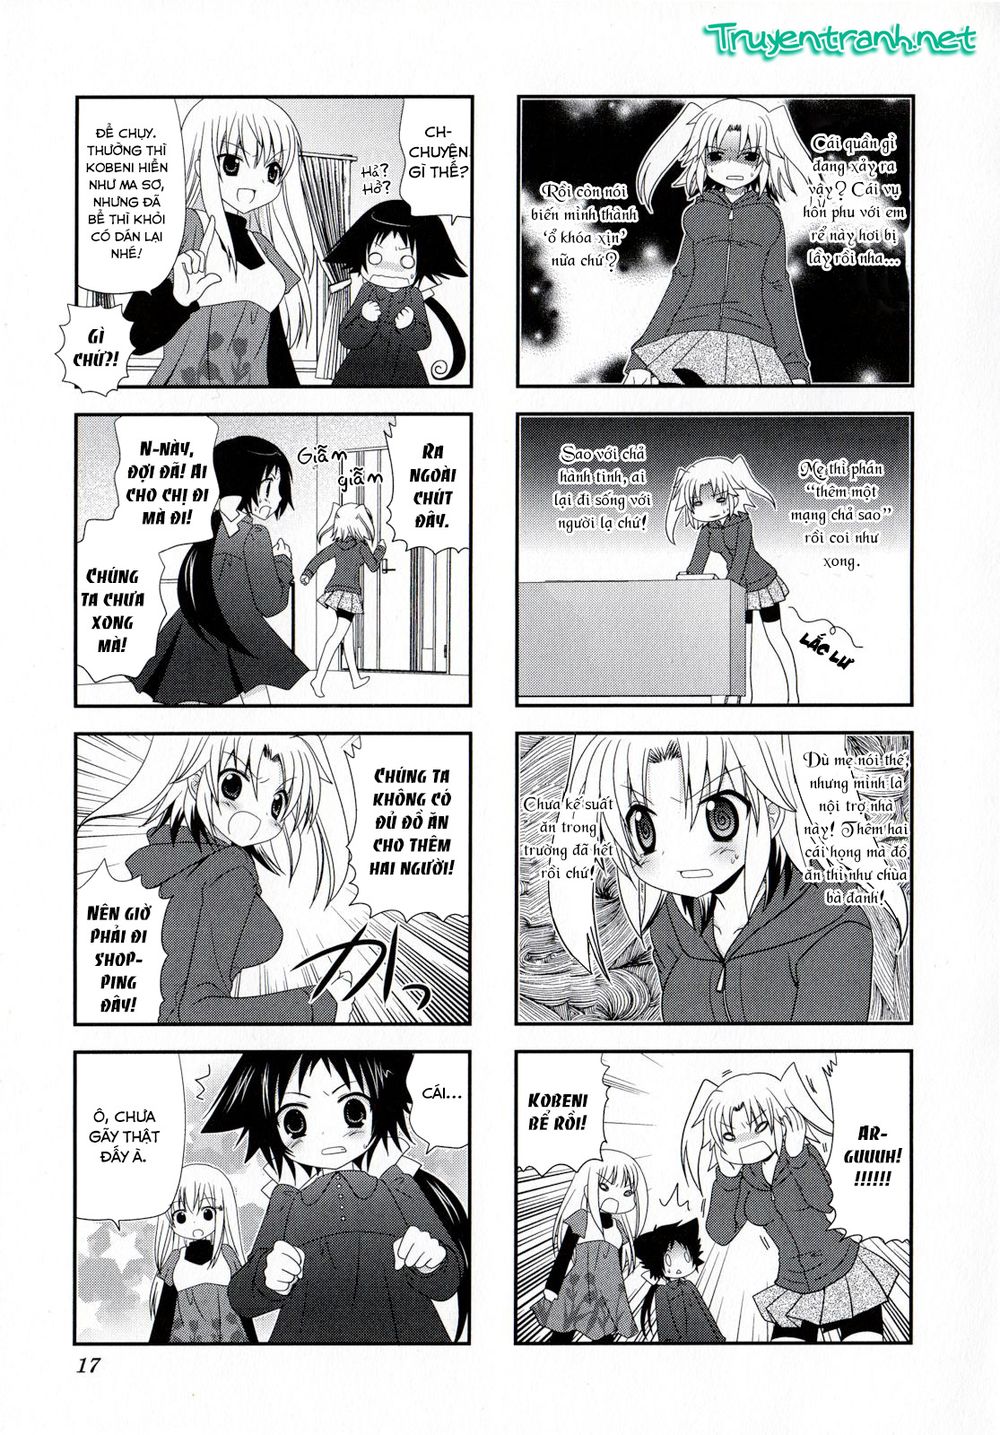 Truyentranh.net
Cái quần gì
đang xảy ra
vậy? Cái vụ
hôn phu với em
rể này hơi bị
lầy rồi nha...
Rồi còn nói
biến mình thành
'ổ khóa xịn'
nữa chứ?
Mẹ thì phán
"thêm một
mạng chả sao"
rồi coi như
xong.
Sao với chả
hành tinh, ai
lại đi sống với
người lạ chứ!
LẮC LƯ
Dù mẹ nói thế,
nhưng mình là
nội trợ nhà
này! Thêm hai
cái họng mà đồ
ăn thì như chùa
bà đanh!
Chưa kể suất
ăn trong
trường đã hết
rồi chứ!
AR-
GUUUH!
!!!!!!
KOBENI
BỂ RỒI!
CH-
CHUYỆN
GÌ THẾ?
Hả?
Hở?
ĐỂ CHỤY.
THƯỜNG THÌ
KOBENI HIỀN
NHƯ MA SƠ,
NHƯNG ĐÃ
BỂ THÌ KHỎI
CÓ DÁN LẠI
NHÉ!
GÌ
CHỨ?!
RA
NGOÀI
CHÚT
ĐÂY.
Giẫm
giẫm
N-NÀY,
ĐỢI ĐÃ! AI
CHO CHỊ ĐI
MÀ ĐI!
CHÚNG
TA CHƯA
XONG
MÀ!
CHÚNG TA
KHÔNG CÓ
ĐỦ ĐỒ ĂN
CHO THÊM
HAI NGƯỜI!
NÊN GIỜ
PHẢI ĐI
SHOP-
PING
ĐÂY!
カッ
CÁI...
Ô, CHƯA
GÃY THẬT
ĐẤY À.
17